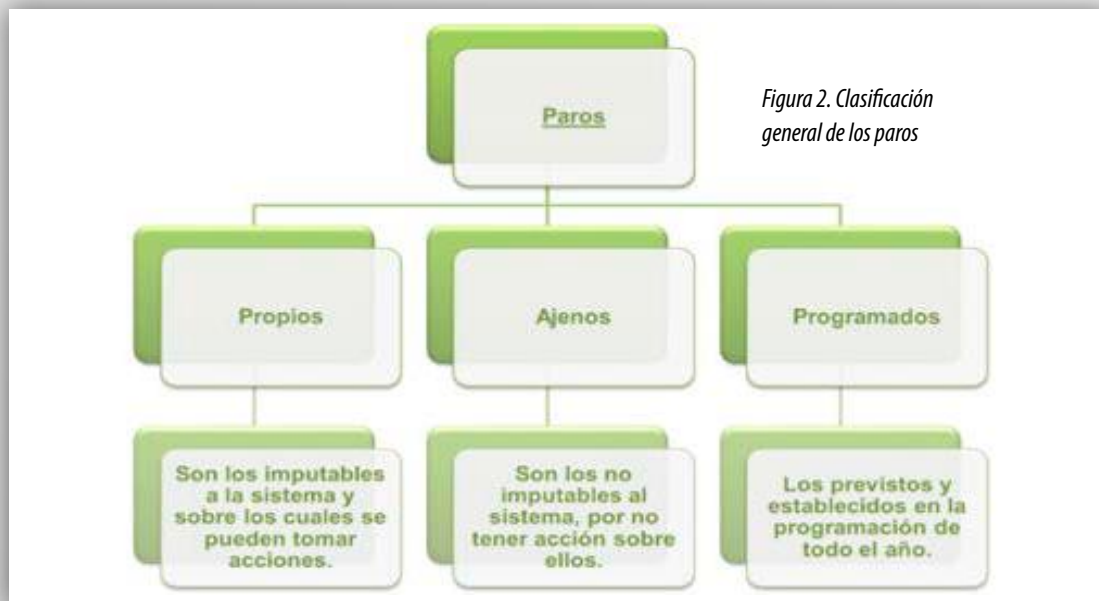 Paros
Figura 2. Clasificación
general de los paros
Propios
Ajenos
Programados
Son los imputables
a la sistema y
sobre los cuales se
pueden tomar
acciones.
Son los no
imputables al
sistema, por no
tener acción sobre
ellos.
Los previstos y
establecidos en la
programación de
todo el año.